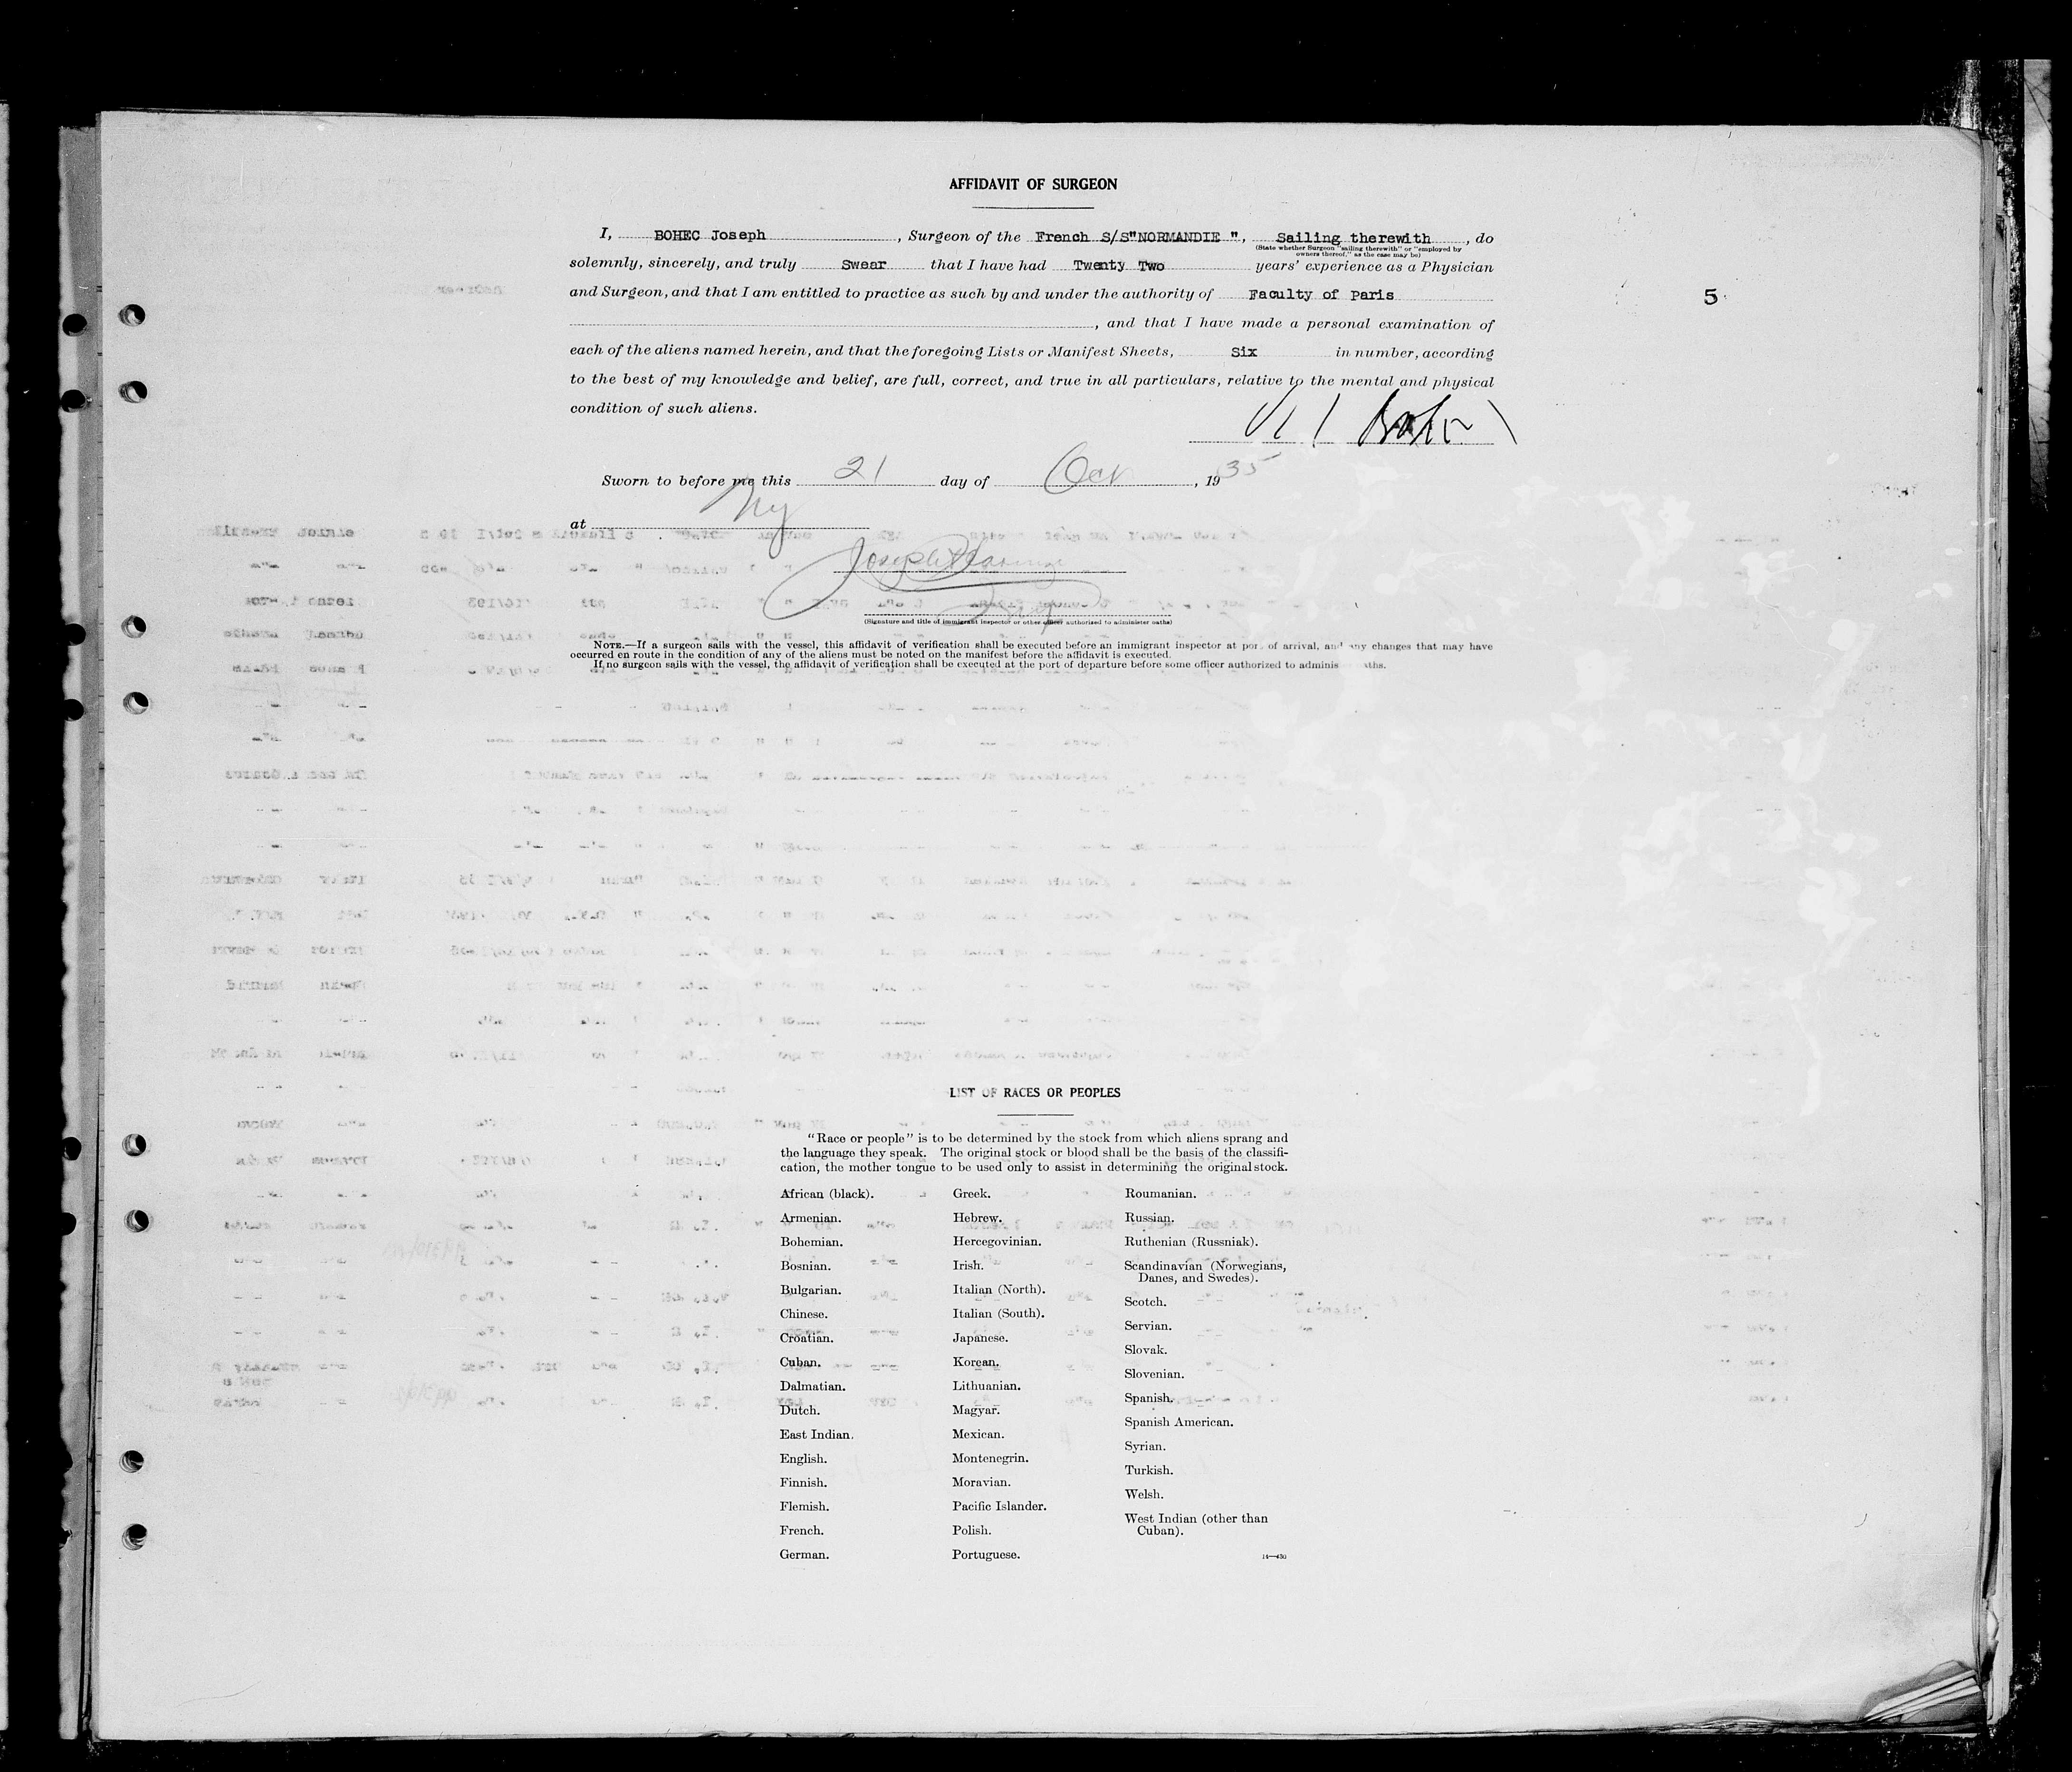 AFFIDAVIT OF SURGEON
I, BOHEC Joseph , Surgeon of the French S/S"NORMANDIE ", Sailing therewith , do
(State whether Surgeon "sailing therewith" or "employed by
owners thereof," as the case may be)
solemnly, sincerely, and truly Swear that I have had Twenty Two years' experience as a Physician
and Surgeon, and that I am entitled to practice as such by and under the authority of Faculty of Paris
5
, and that I have made a personal examination of
each of the aliens named herein, and that the foregoing Lists or Manifest Sheets, Six in number, according
to the best of my knowledge and belief, are full, correct, and true in all particulars, relative to the mental and physical
condition of such aliens.
Sworn to before me this 21 day of Oct , 1935
at Ny
(Signature and title of immigrant inspector or other officer authorized to administer oaths)
NOTE.—If a surgeon sails with the vessel, this affidavit of verification shall be executed before an immigrant inspector at port of arrival, and any changes that may have
occurred en route in the condition of any of the aliens must be noted on the manifest before the affidavit is executed.
If no surgeon sails with the vessel, the affidavit of verification shall be executed at the port of departure before some officer authorized to adminis aths.
LIST OF RACES OR PEOPLES
"Race or people" is to be determined by the stock from which aliens sprang and
the language they speak. The original stock or blood shall be the basis of the classifi-
cation, the mother tongue to be used only to assist in determining the original stock.
African (black).
Armenian.
Bohemian.
Bosnian.
Bulgarian.
Chinese.
Croatian.
Cuban.
Dalmatian.
Dutch.
East Indian.
English.
Finnish.
Flemish.
French.
German.
Greek.
Hebrew.
Hercegovinian.
Irish.
Italian (North).
Italian (South).
Japanese.
Korean.
Lithuanian.
Magyar.
Mexican.
Montenegrin.
Moravian.
Pacific Islander.
Polish.
Portuguese.
Roumanian.
Russian.
Ruthenian (Russniak).
Scandinavian (Norwegians,
Danes, and Swedes).
Scotch.
Servian.
Slovak.
Slovenian.
Spanish.
Spanish American.
Syrian.
Turkish.
Welsh.
West Indian (other than
Cuban).
14—430